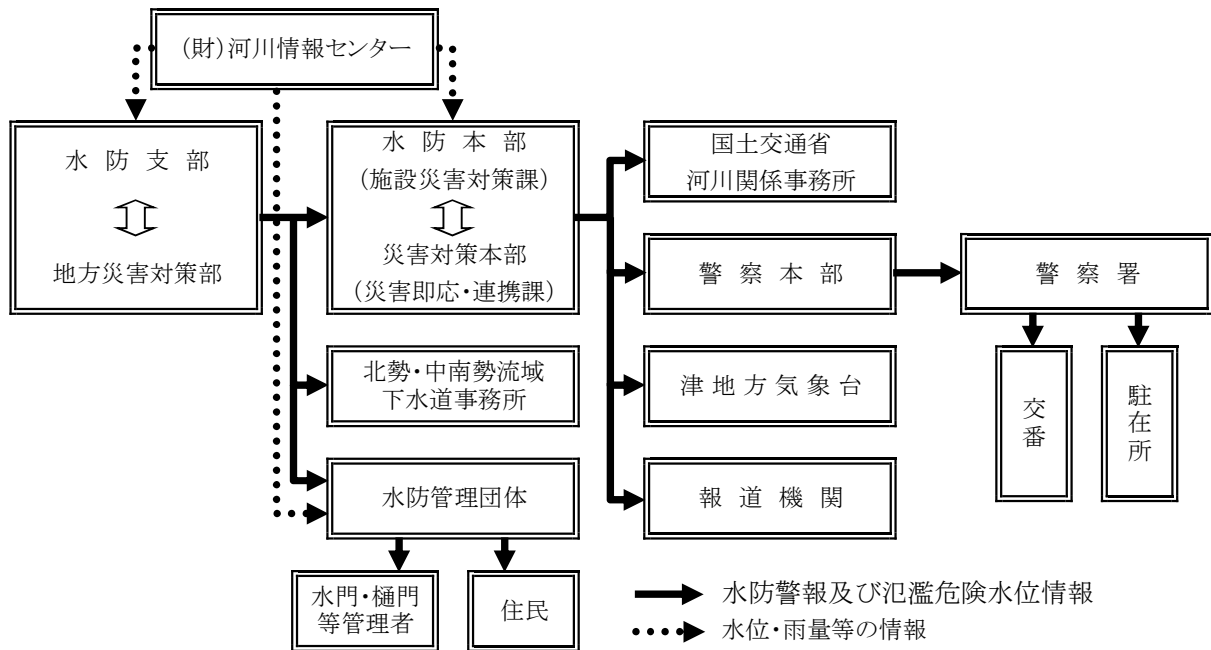 (財)河川情報センター
水防支部
地方災害対策部
水防本部
(施設災害対策課)
災害対策本部
(災害即応・連携課)
国土交通省
河川関係事務所
警察本部
警察署
交番
駐在所
北勢・中南勢流域
下水道事務所
津地方気象台
水防管理団体
報道機関
水門・樋門
等管理者
住民
水防警報及び氾濫危険水位情報
水位・雨量等の情報